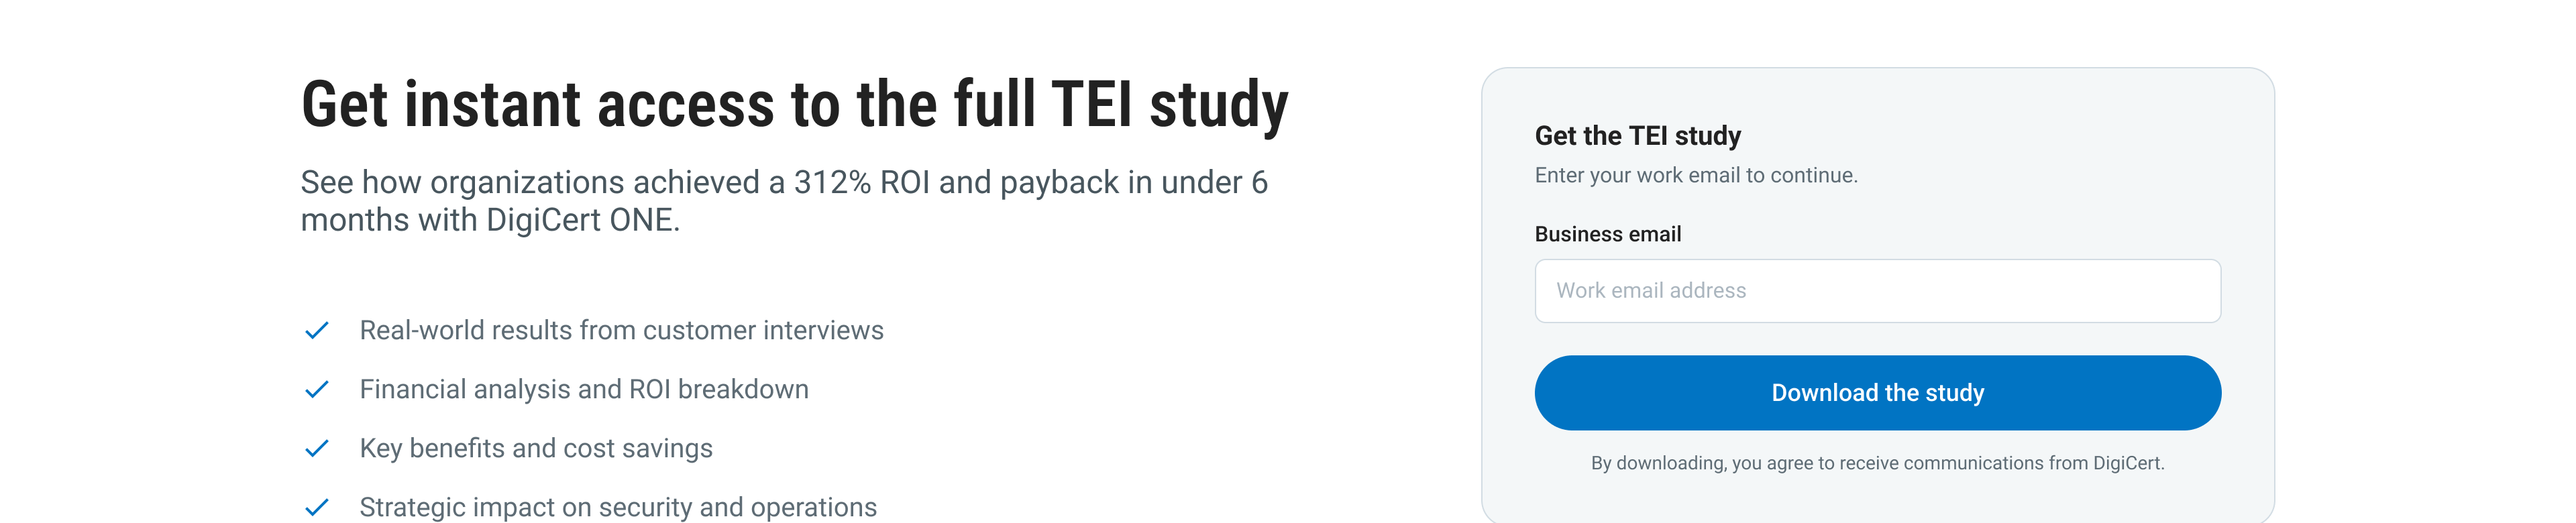 Get instant access to the full TEI study
See how organizations achieved a 312% ROI and payback in under 6
months with DigiCert ONE.
Real-world results from customer interviews
Financial analysis and ROI breakdown
Key benefits and cost savings
Strategic impact on security and operations
Get the TEI study
Enter your work email to continue.
Business email
Work email address
Download the study
By downloading, you agree to receive communications from DigiCert.